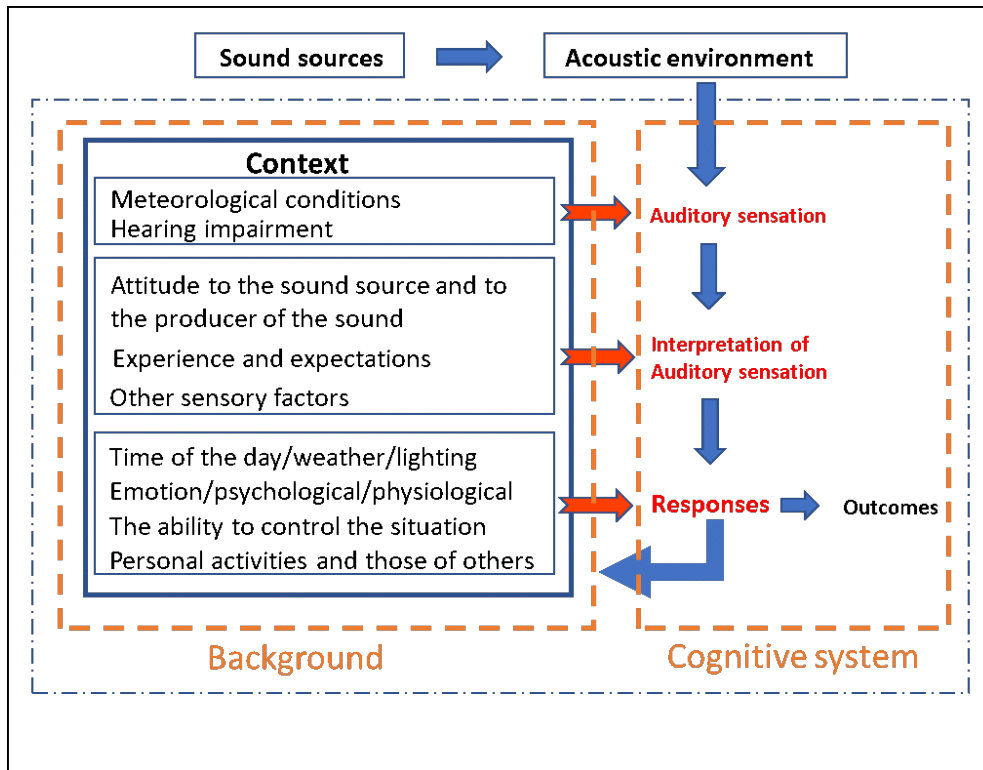 Sound sources
Acoustic environment
Context
Meteorological conditions
Hearing impairment
Auditory sensation
Attitude to the sound source and to
the producer of the sound
Experience and expectations
Other sensory factors
Interpretation of
Auditory sensation
Time of the day/weather/lighting
Emotion/psychological/physiological
The ability to control the situation
Personal activities and those of others
Responses
Outcomes
Background
Cognitive system